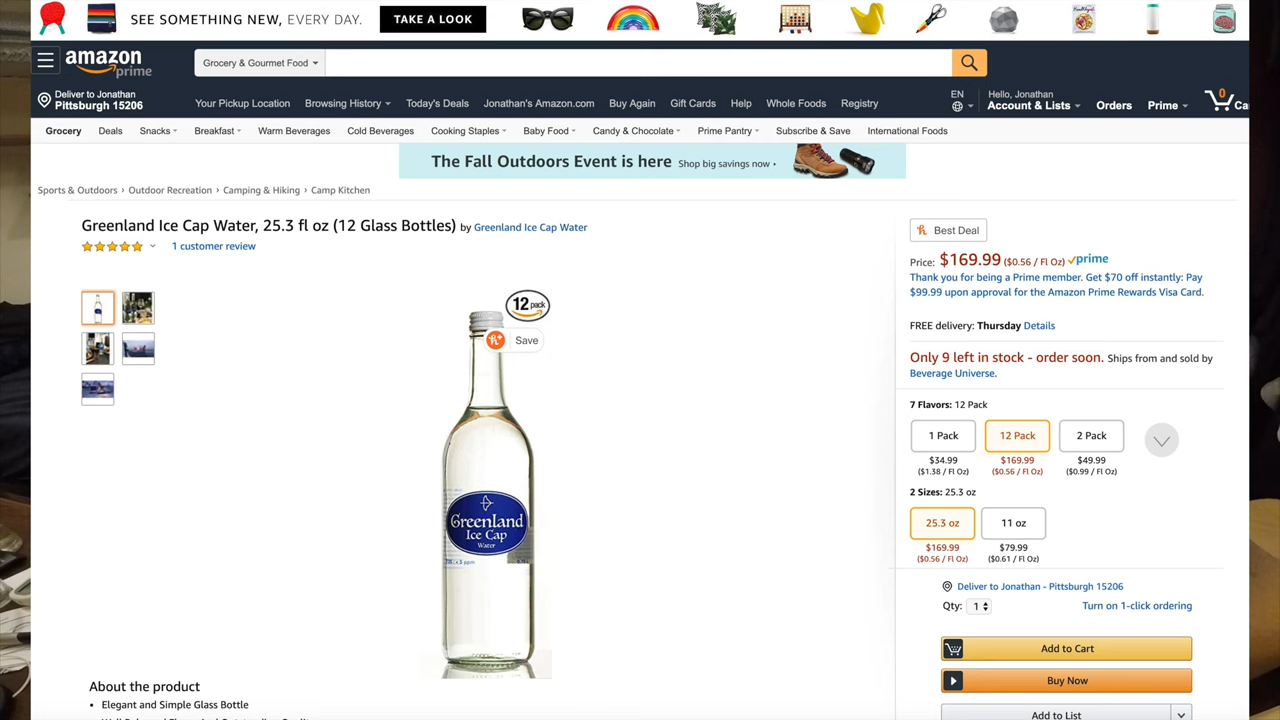 SEE SOMETHING NEW, EVERY DAY. TAKE A LOOK
amazon
prime
Grocery & Gourmet Food
Deliver to Jonathan
Pittsburgh 15206
Your Pickup Location Browsing History Today's Deals Jonathan's Amazon.com Buy Again Gift Cards Help Whole Foods Registry
EN
Hello, Jonathan
Account & Lists Orders Prime 0 Ca
Grocery Deals Snacks Breakfast Warm Beverages Cold Beverages Cooking Staples Baby Food Candy & Chocolate Prime Pantry Subscribe & Save International Foods
The Fall Outdoors Event is here Shop big savings now
Sports & Outdoors › Outdoor Recreation › Camping & Hiking › Camp Kitchen
Greenland Ice Cap Water, 25.3 fl oz (12 Glass Bottles) by Greenland Ice Cap Water
1 customer review
12 pack
Save
Greenland
Ice Cap
Water
Best Deal
Price: $169.99 ($0.56 / Fl Oz) prime
Thank you for being a Prime member. Get $70 off instantly: Pay
$99.99 upon approval for the Amazon Prime Rewards Visa Card.
FREE delivery: Thursday Details
Only 9 left in stock - order soon. Ships from and sold by
Beverage Universe.
7 Flavors: 12 Pack
1 Pack 12 Pack 2 Pack
$34.99 $169.99 $49.99
($1.38 / Fl Oz) ($0.56 / Fl Oz) ($0.99 / Fl Oz)
2 Sizes: 25.3 oz
25.3 oz 11 oz
$169.99 $79.99
($0.56 / Fl Oz) ($0.61 / Fl Oz)
Deliver to Jonathan - Pittsburgh 15206
Qty: 1 Turn on 1-click ordering
Add to Cart
Buy Now
Add to List
About the product
• Elegant and Simple Glass Bottle